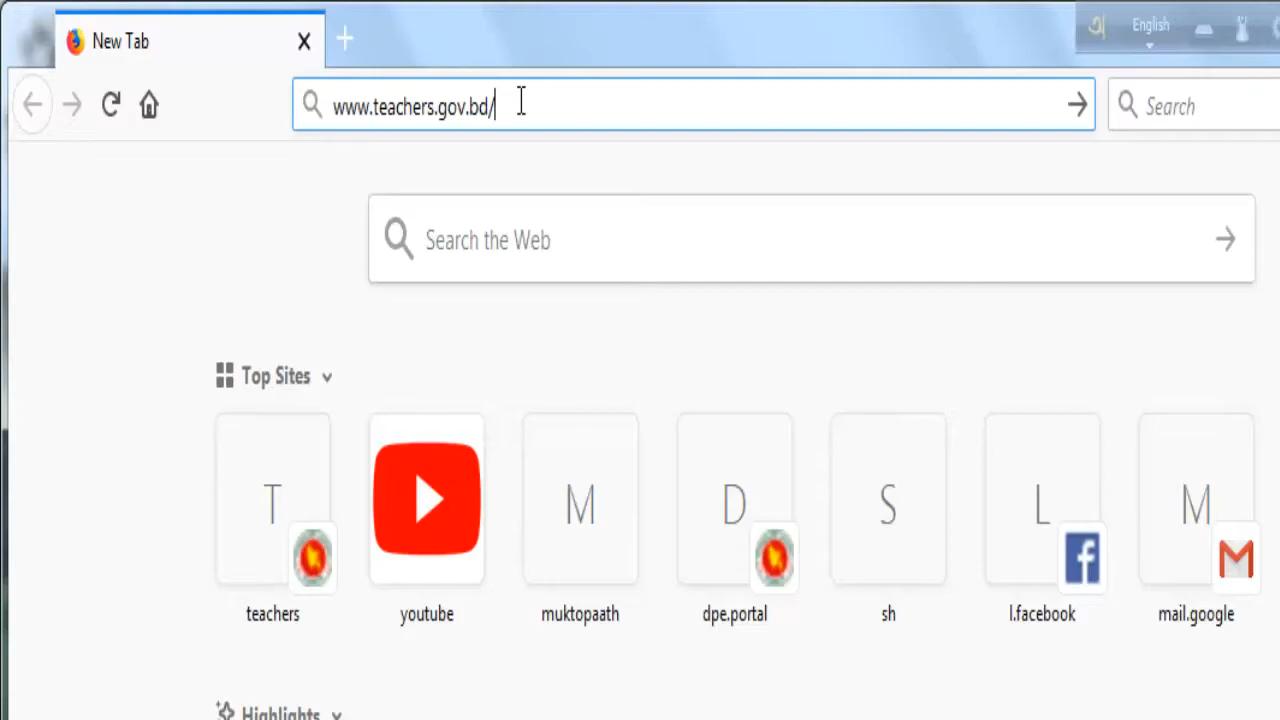 New Tab
English
www.teachers.gov.bd/
Search
Search the Web
Top Sites
T
M
D
S
L
M
teachers
youtube
muktopaath
dpe.portal
sh
l.facebook
mail.google
Highlights